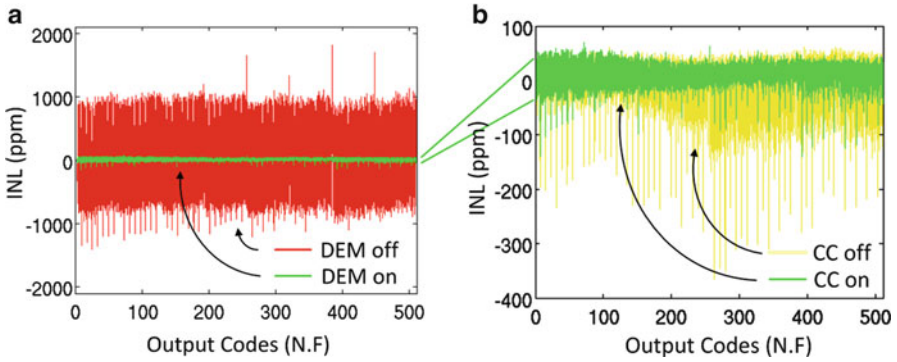 a
2000
1000
0
-1000
-2000
INL (ppm)
0 100 200 300 400 500
Output Codes (N.F)
DEM off
DEM on
b
100
0
-100
-200
-300
-400
INL (ppm)
0 100 200 300 400 500
Output Codes (N.F)
CC off
CC on